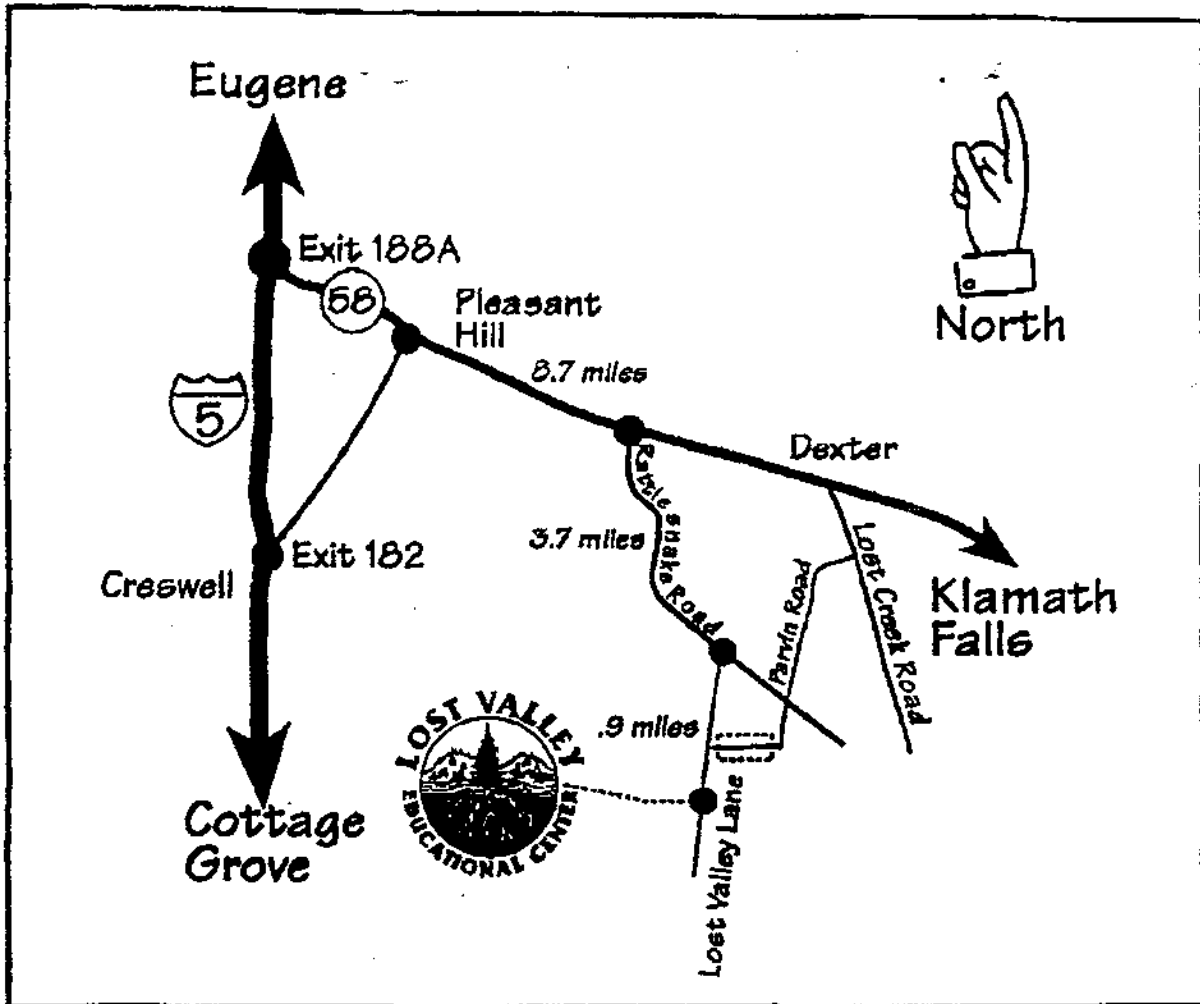 Eugene
Exit 188A
58
Pleasant
Hill
8.7 miles
North
5
Dexter
Rattlesnake Road
3.7 miles
Exit 182
Creswell
Parvin Road
Lost Creek Road
Klamath
Falls
.9 miles
LOST VALLEY
EDUCATIONAL CENTER
Cottage
Grove
Lost Valley Lane